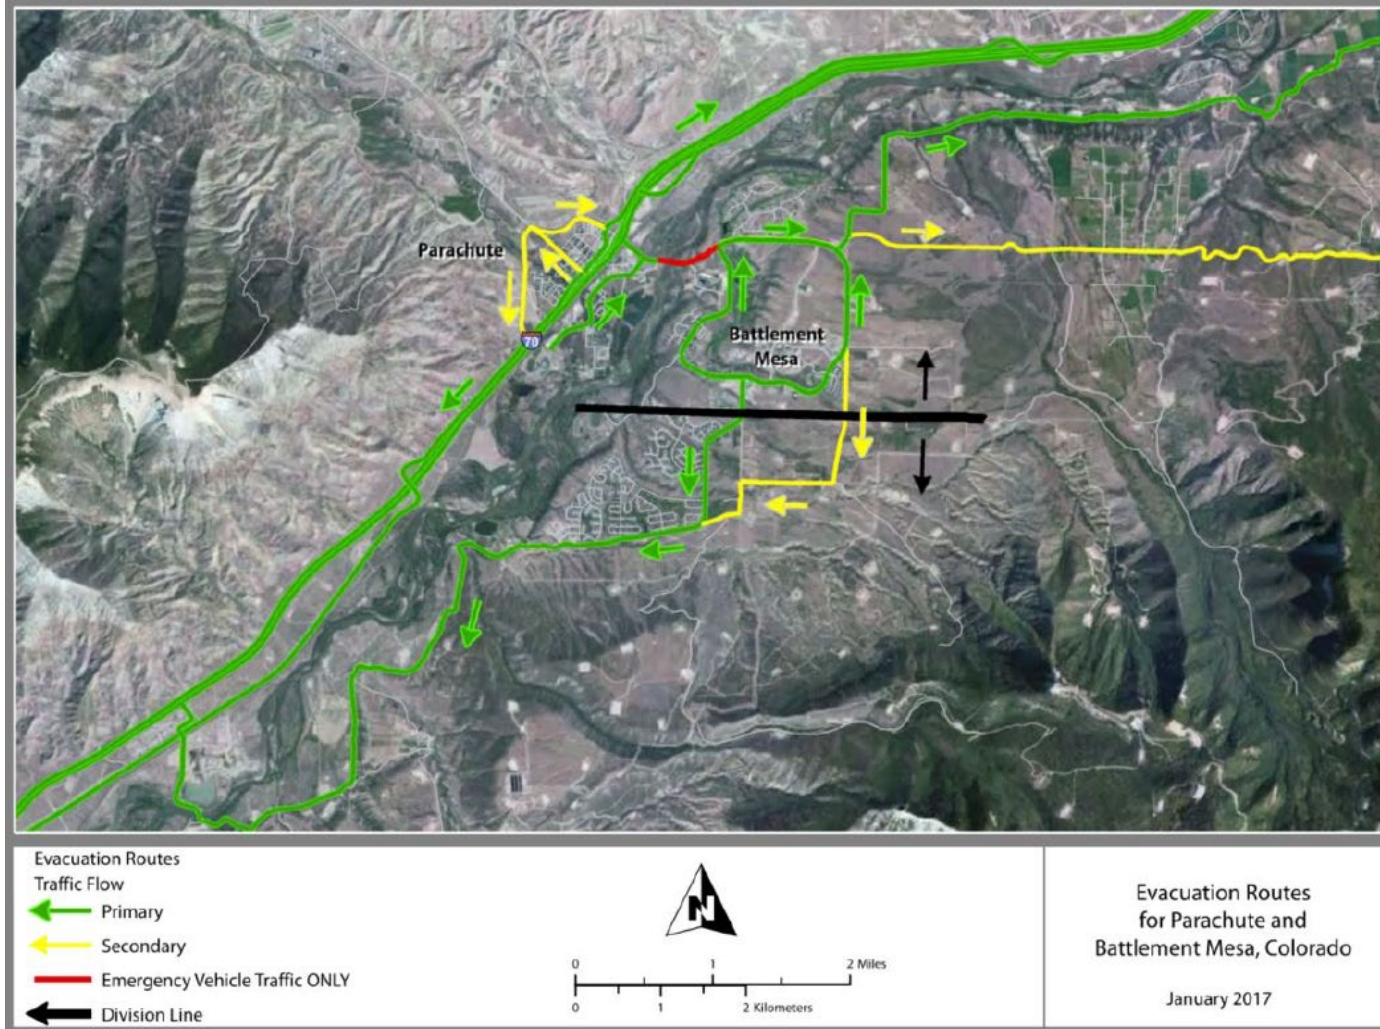 Parachute
70
Battlement
Mesa
Evacuation Routes
Traffic Flow
Primary
Secondary
Emergency Vehicle Traffic ONLY
Division Line
N
0 1 2 Miles
0 1 2 Kilometers
Evacuation Routes
for Parachute and
Battlement Mesa, Colorado
January 2017